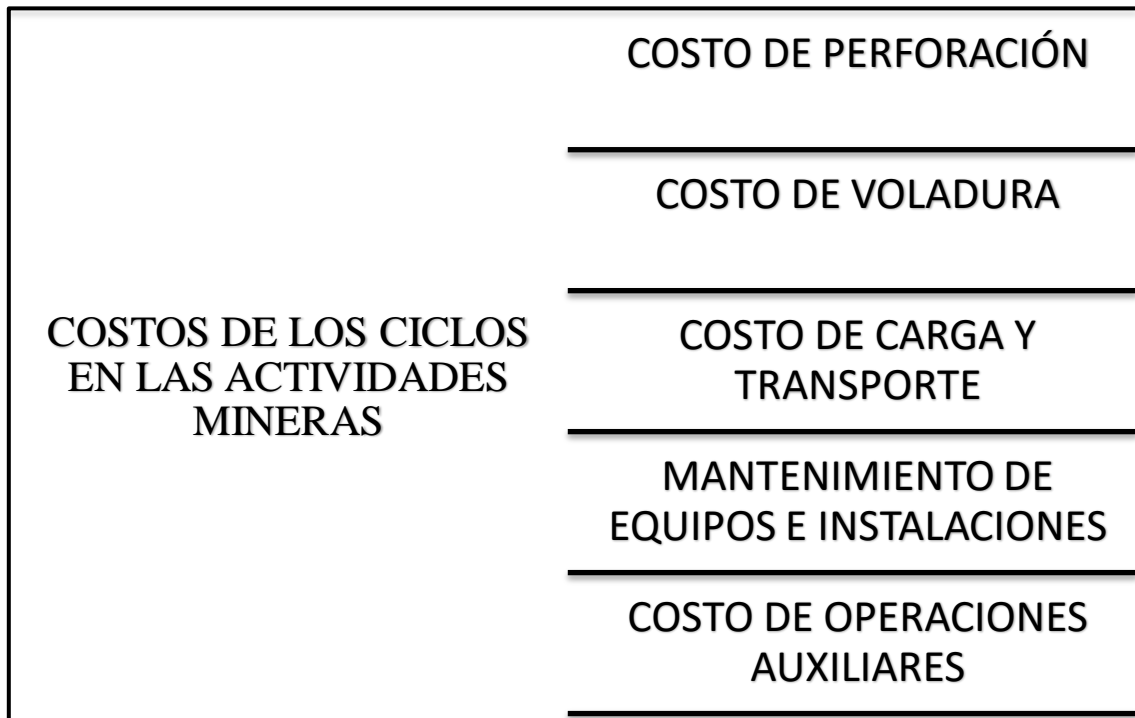 COSTOS DE LOS CICLOS
EN LAS ACTIVIDADES
MINERAS
COSTO DE PERFORACIÓN
COSTO DE VOLADURA
COSTO DE CARGA Y
TRANSPORTE
MANTENIMIENTO DE
EQUIPOS E INSTALACIONES
COSTO DE OPERACIONES
AUXILIARES